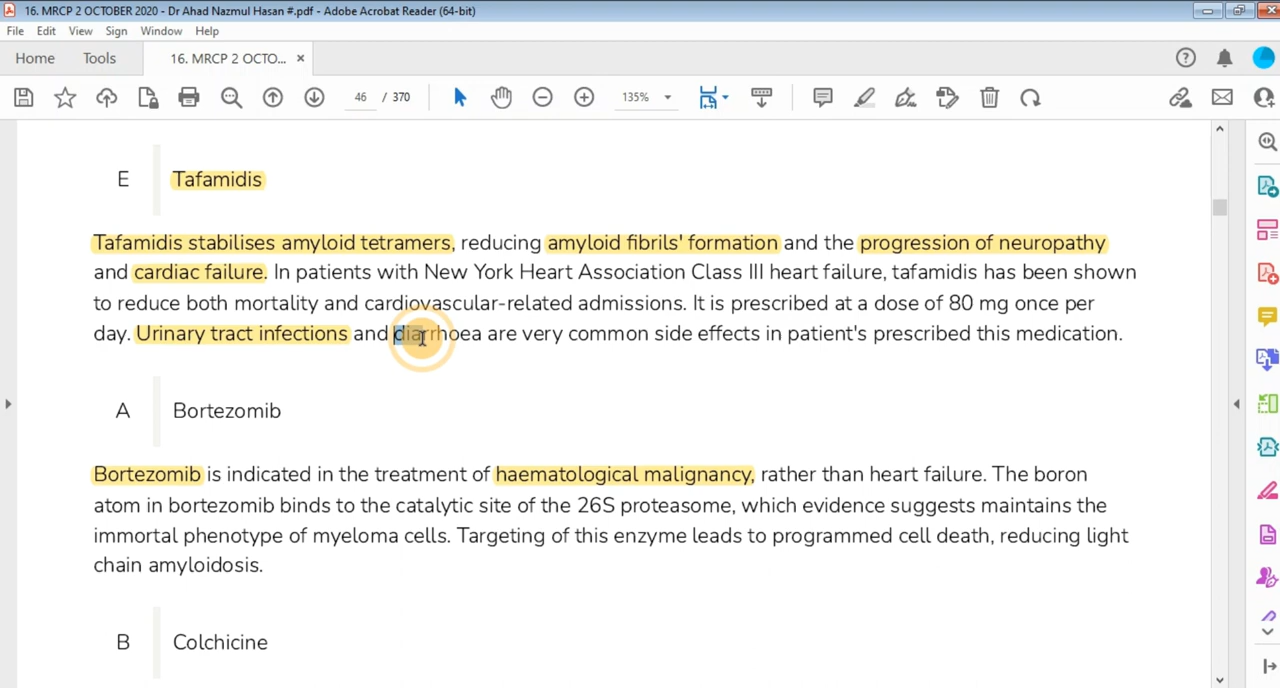 16. MRCP 2 OCTOBER 2020 - Dr Ahad Nazmul Hasan #.pdf - Adobe Acrobat Reader (64-bit)
File Edit View Sign Window Help
Home Tools 16. MRCP 2 OCTO... ×
46 / 370 135%
E Tafamidis
Tafamidis stabilises amyloid tetramers, reducing amyloid fibrils' formation and the progression of neuropathy
and cardiac failure. In patients with New York Heart Association Class III heart failure, tafamidis has been shown
to reduce both mortality and cardiovascular-related admissions. It is prescribed at a dose of 80 mg once per
day. Urinary tract infections and diarrhoea are very common side effects in patient's prescribed this medication.
A Bortezomib
Bortezomib is indicated in the treatment of haematological malignancy, rather than heart failure. The boron
atom in bortezomib binds to the catalytic site of the 26S proteasome, which evidence suggests maintains the
immortal phenotype of myeloma cells. Targeting of this enzyme leads to programmed cell death, reducing light
chain amyloidosis.
B Colchicine